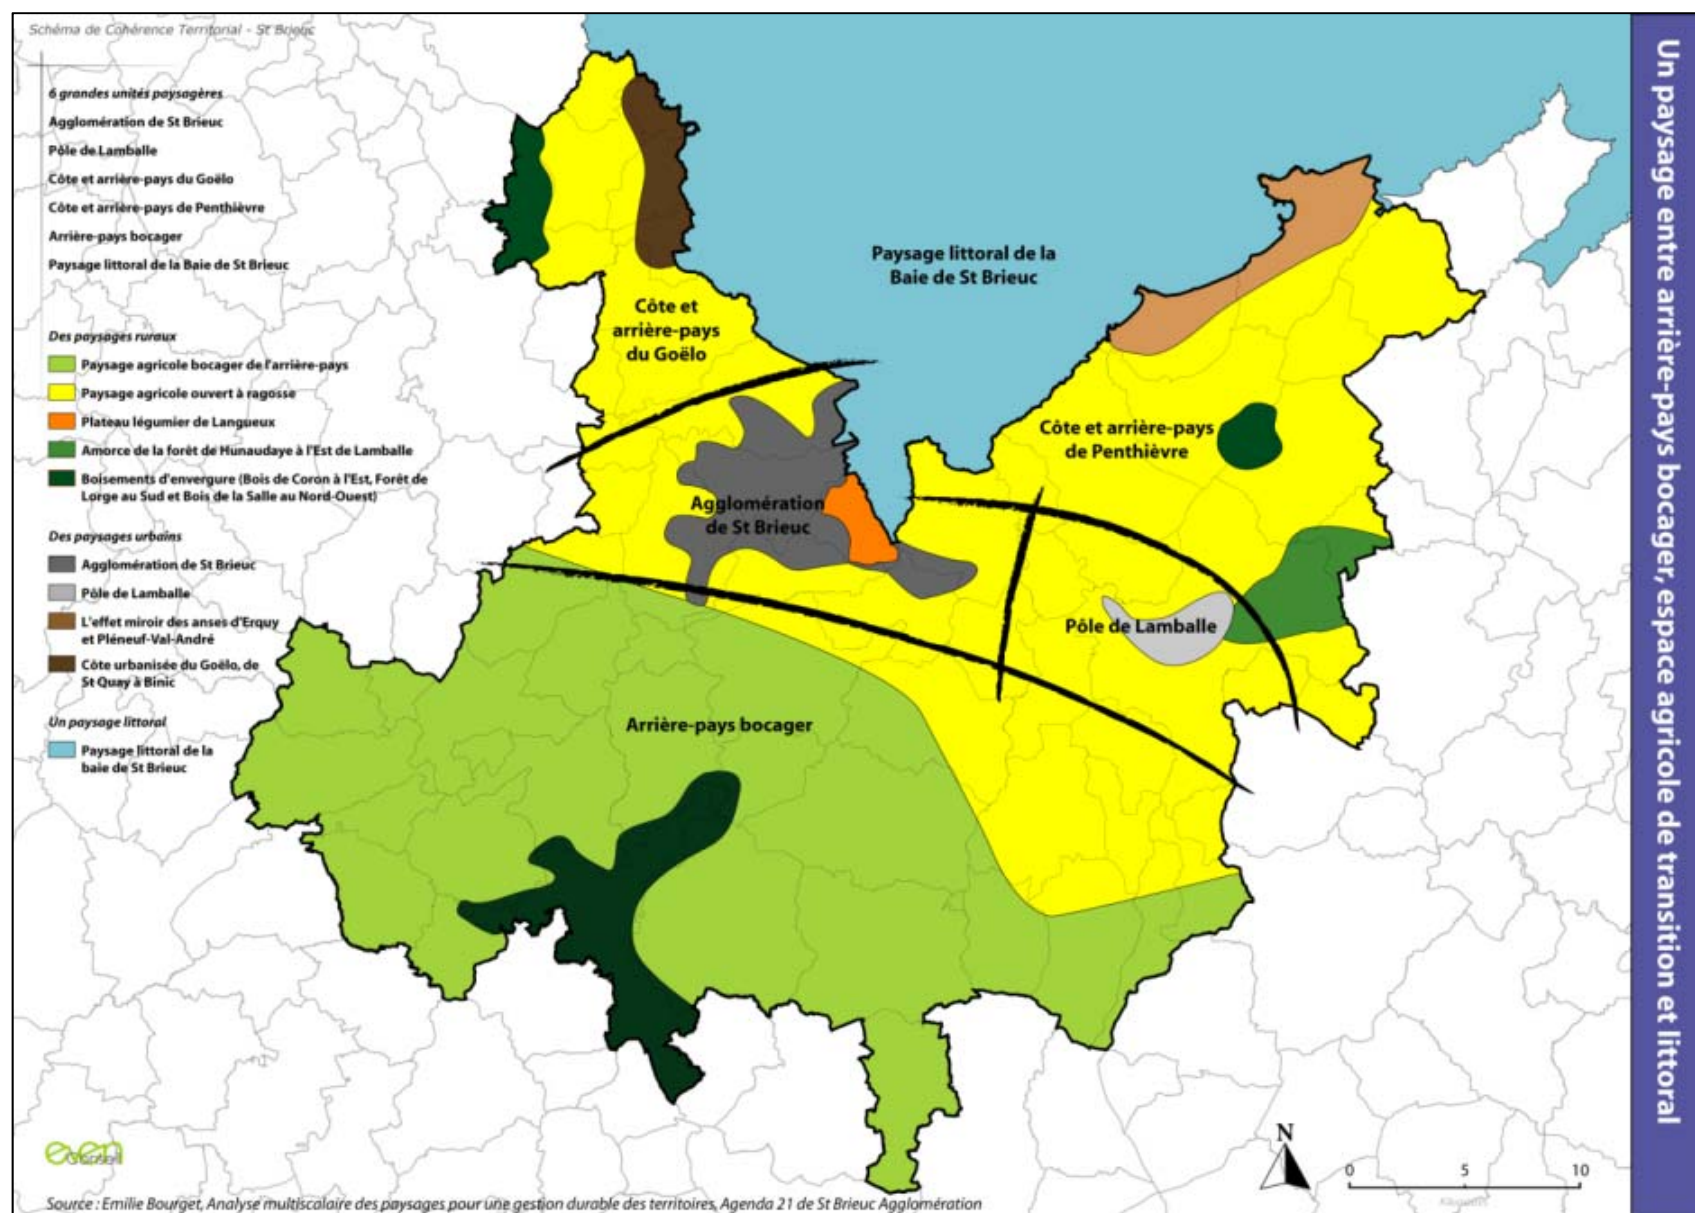 Schéma de Cohérence Territorial - St Brieuc
6 grandes unités paysagères
Agglomération de St Brieuc
Pôle de Lamballe
Côte et arrière-pays du Goëlo
Côte et arrière-pays de Penthièvre
Arrière-pays bocager
Paysage littoral de la Baie de St Brieuc
Des paysages ruraux
Paysage agricole bocager de l'arrière-pays
Paysage agricole ouvert à ragosse
Plateau légumier de Langueux
Amorce de la forêt de Hunaudaye à l'Est de Lamballe
Boisements d'envergure (Bois de Coron à l'Est, Forêt de
Lorge au Sud et Bois de la Salle au Nord-Ouest)
Des paysages urbains
Agglomération de St Brieuc
Pôle de Lamballe
L'effet miroir des anses d'Erquy
et Pléneuf-Val-André
Côte urbanisée du Goëlo, de
St Quay à Binic
Un paysage littoral
Paysage littoral de la
baie de St Brieuc
Paysage littoral de la
Baie de St Brieuc
Côte et
arrière-pays
du Goëlo
Côte et arrière-pays
de Penthièvre
Agglomération
de St Brieuc
Pôle de Lamballe
Arrière-pays bocager
Un paysage entre arrière-pays bocager, espace agricole de transition et littoral
N
0 5 10
Kilomètres
even
Conseil
Source : Emilie Bourget, Analyse multiscalaire des paysages pour une gestion durable des territoires, Agenda 21 de St Brieuc Agglomération